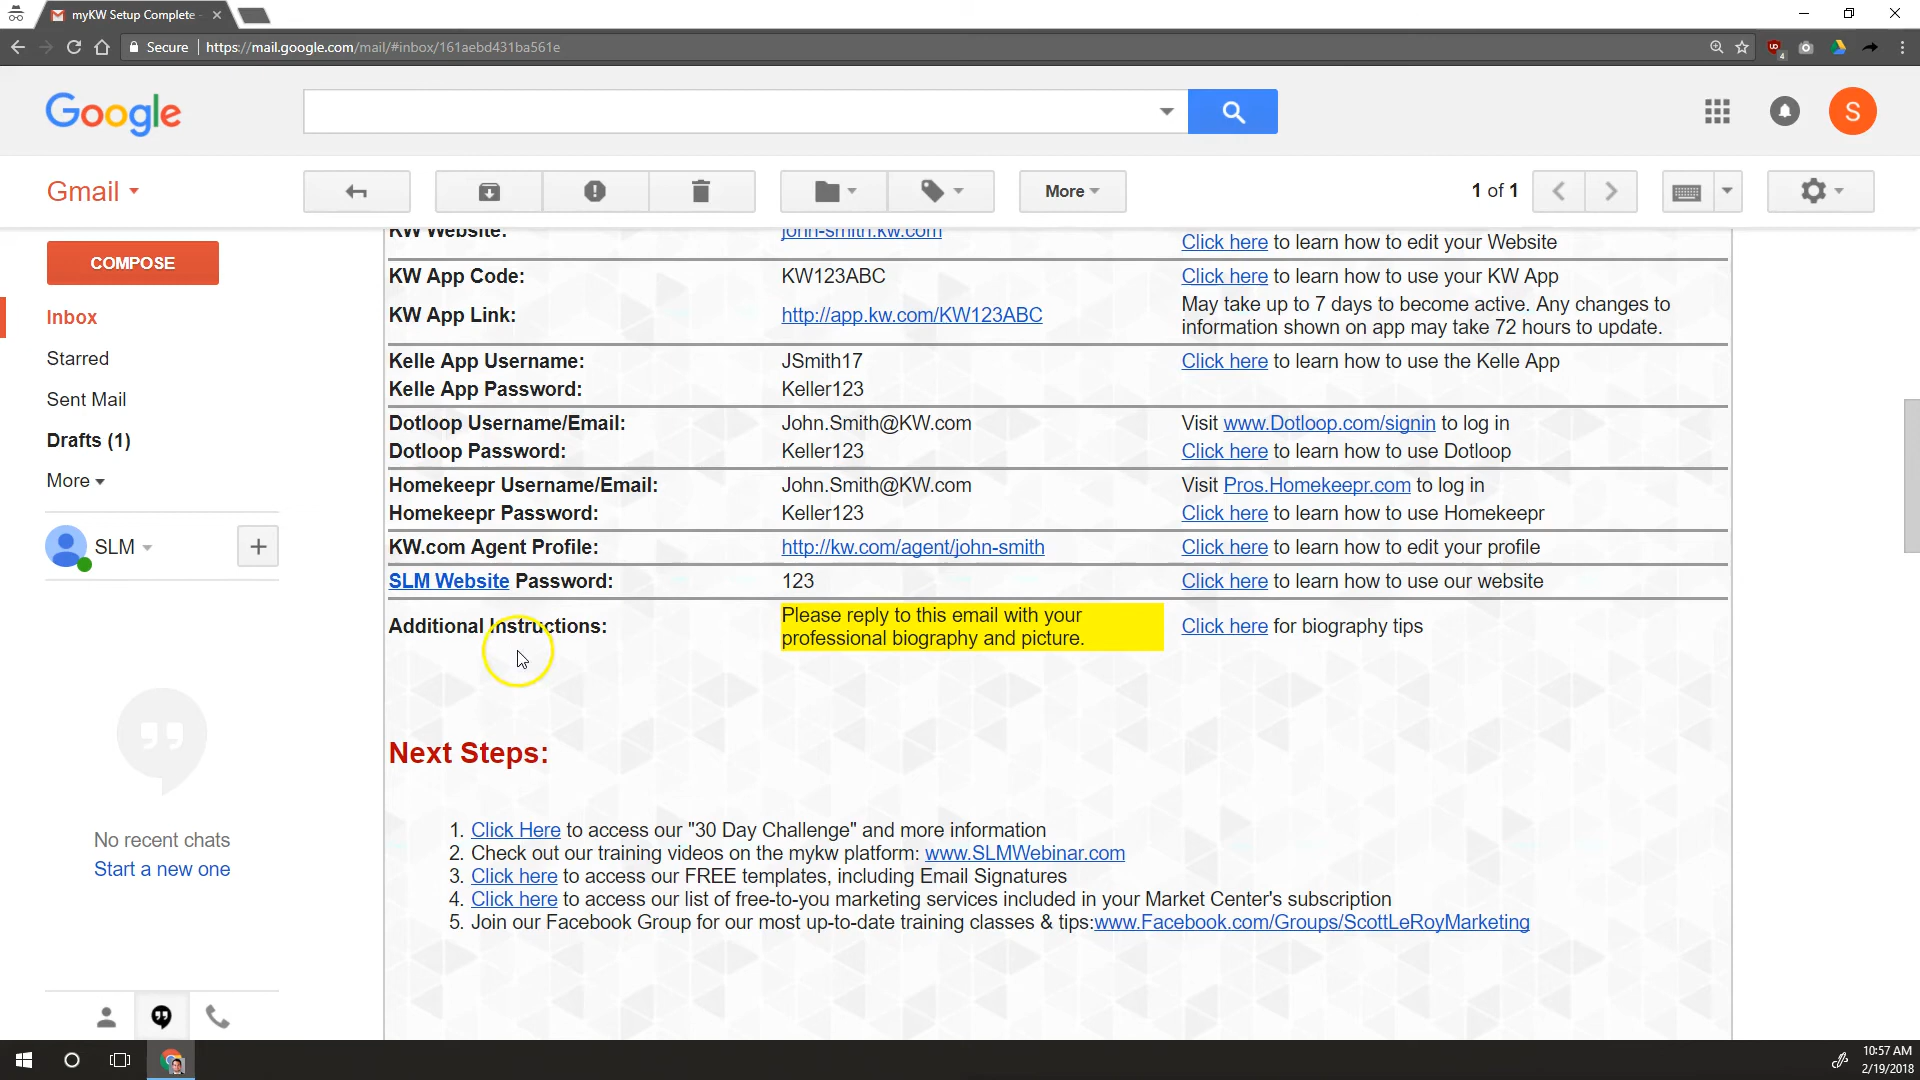 myKW Setup Complete -
Secure https://mail.google.com/mail/#inbox/161aebd431ba561e
4
Google
S
Gmail
More
1 of 1
COMPOSE
Inbox
Starred
Sent Mail
Drafts (1)
More
SLM
No recent chats
Start a new one
KW Website: john-smith.kw.com Click here to learn how to edit your Website
KW App Code: KW123ABC Click here to learn how to use your KW App
KW App Link: http://app.kw.com/KW123ABC May take up to 7 days to become active. Any changes to
information shown on app may take 72 hours to update.
Kelle App Username: JSmith17 Click here to learn how to use the Kelle App
Kelle App Password: Keller123
Dotloop Username/Email: John.Smith@KW.com Visit www.Dotloop.com/signin to log in
Dotloop Password: Keller123 Click here to learn how to use Dotloop
Homekeepr Username/Email: John.Smith@KW.com Visit Pros.Homekeepr.com to log in
Homekeepr Password: Keller123 Click here to learn how to use Homekeepr
KW.com Agent Profile: http://kw.com/agent/john-smith Click here to learn how to edit your profile
SLM Website Password: 123 Click here to learn how to use our website
Additional Instructions: Please reply to this email with your
professional biography and picture. Click here for biography tips
Next Steps:
1. Click Here to access our "30 Day Challenge" and more information
2. Check out our training videos on the mykw platform: www.SLMWebinar.com
3. Click here to access our FREE templates, including Email Signatures
4. Click here to access our list of free-to-you marketing services included in your Market Center's subscription
5. Join our Facebook Group for our most up-to-date training classes & tips:www.Facebook.com/Groups/ScottLeRoyMarketing
10:57 AM
2/19/2018